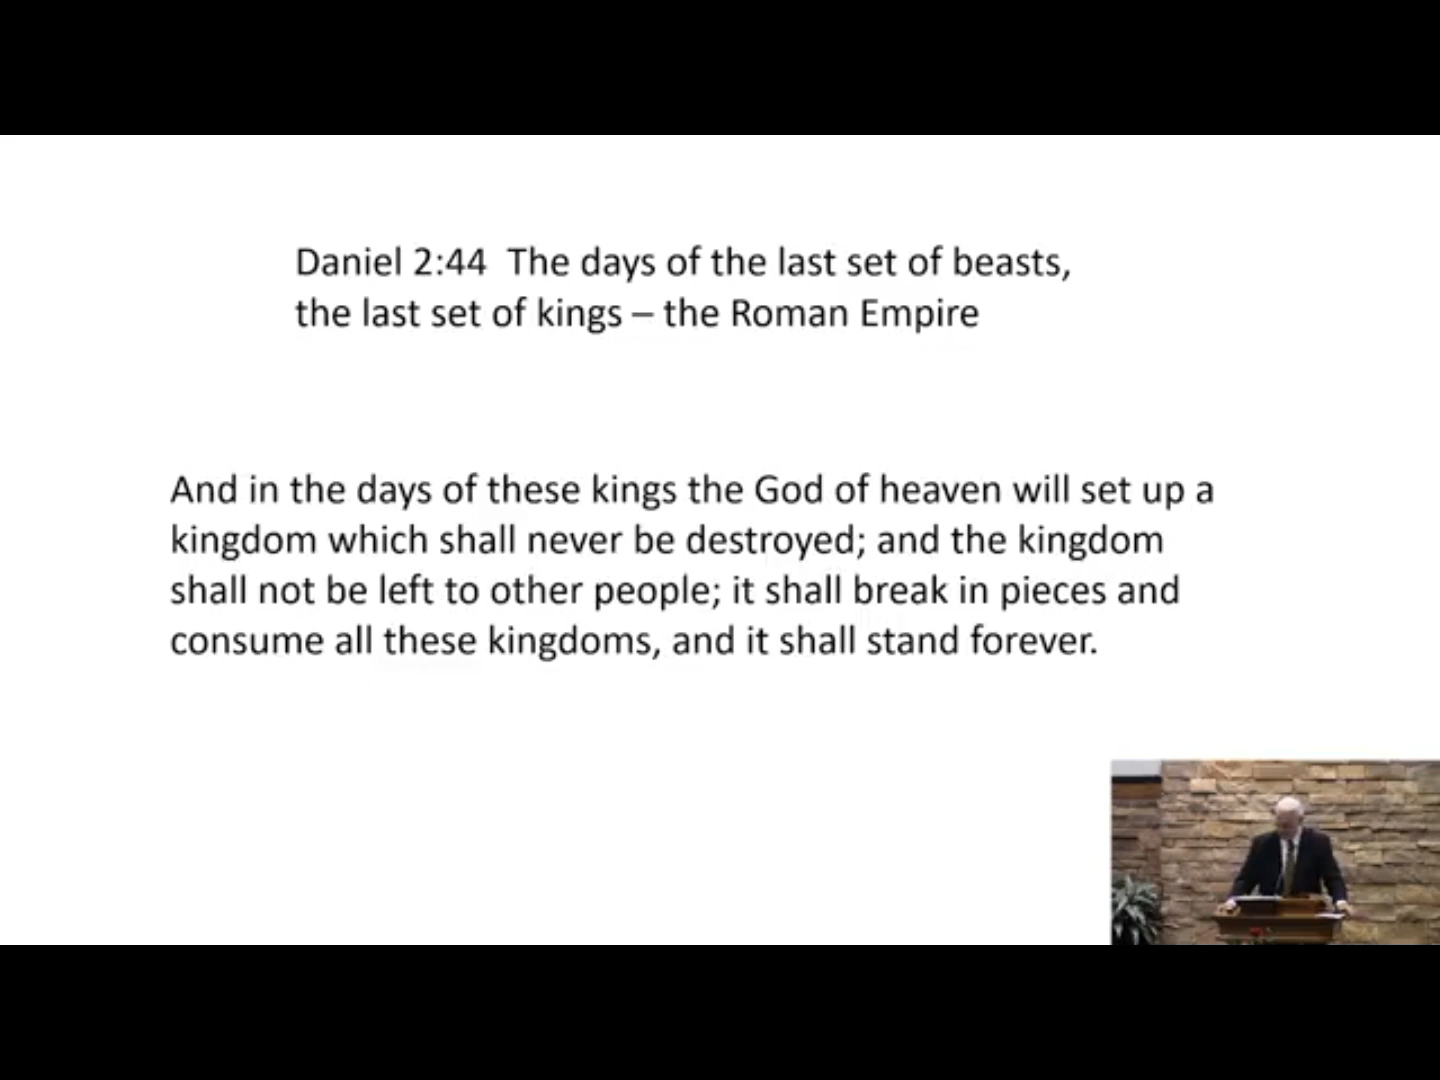 Daniel 2:44  The days of the last set of beasts,
the last set of kings – the Roman Empire
And in the days of these kings the God of heaven will set up a
kingdom which shall never be destroyed; and the kingdom
shall not be left to other people; it shall break in pieces and
consume all these kingdoms, and it shall stand forever.